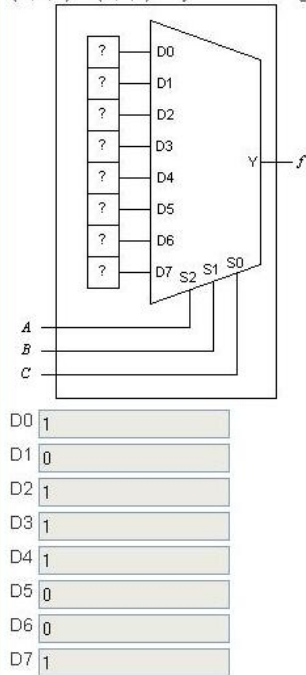 ? D0
? D1
? D2
? D3
? D4
? D5
? D6
? D7
Y f
S2 S1 S0
A
B
C
D0 1
D1 0
D2 1
D3 1
D4 1
D5 0
D6 0
D7 1